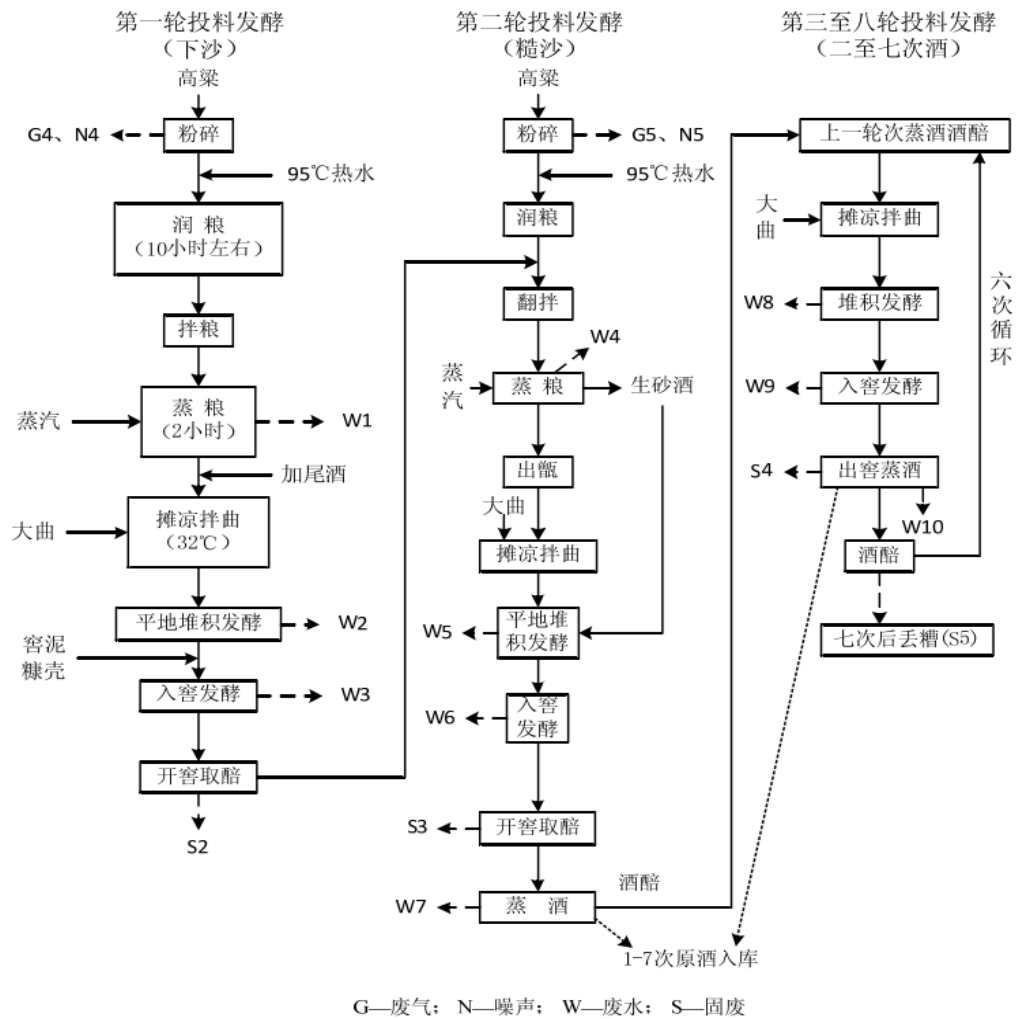 第一轮投料发酵
（下沙）
高粱
G4、N4
粉碎
95℃热水
润 粮
（10小时左右）
拌粮
蒸汽
蒸 粮
（2小时）
W1
加尾酒
大曲
摊凉拌曲
（32℃）
平地堆积发酵
W2
窖泥
糠壳
入窖发酵
W3
开窖取醅
S2
第二轮投料发酵
（糙沙）
高粱
粉碎
G5、N5
95℃热水
润粮
翻拌
W4
蒸
汽
蒸 粮
生砂酒
出甑
大曲
摊凉拌曲
W5
平地堆
积发酵
W6
入窖
发酵
S3
开窖取醅
酒醅
W7
蒸 酒
1-7次原酒入库
第三至八轮投料发酵
（二至七次酒）
上一轮次蒸酒酒醅
大
曲
摊凉拌曲
六
次
循
环
W8
堆积发酵
W9
入窖发酵
S4
出窖蒸酒
W10
酒醅
七次后丢糟(S5)
G—废气； N—噪声； W—废水； S—固废